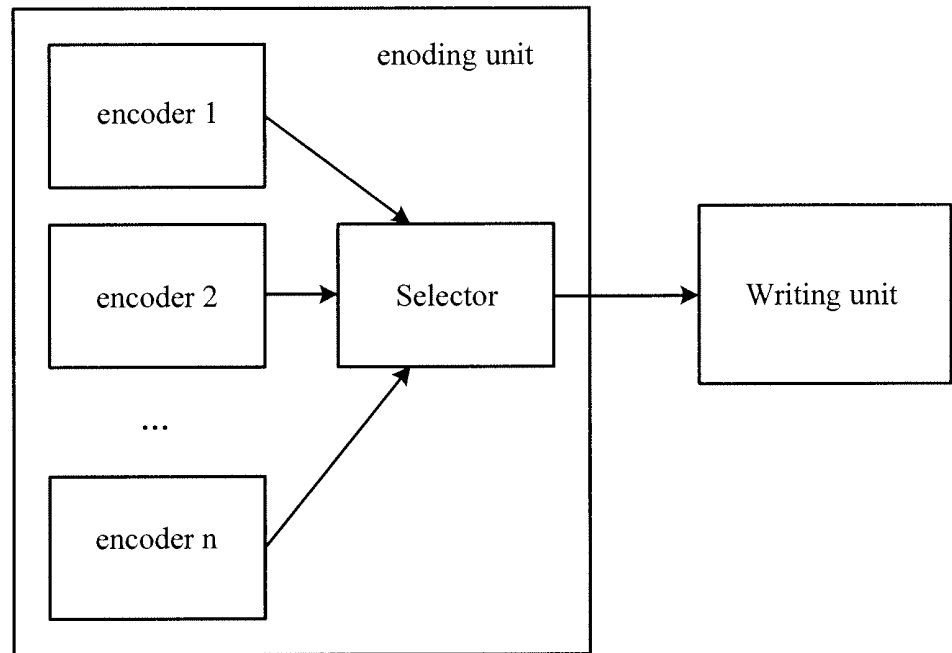 enoding unit
encoder 1
encoder 2
Selector
Writing unit
...
encoder n